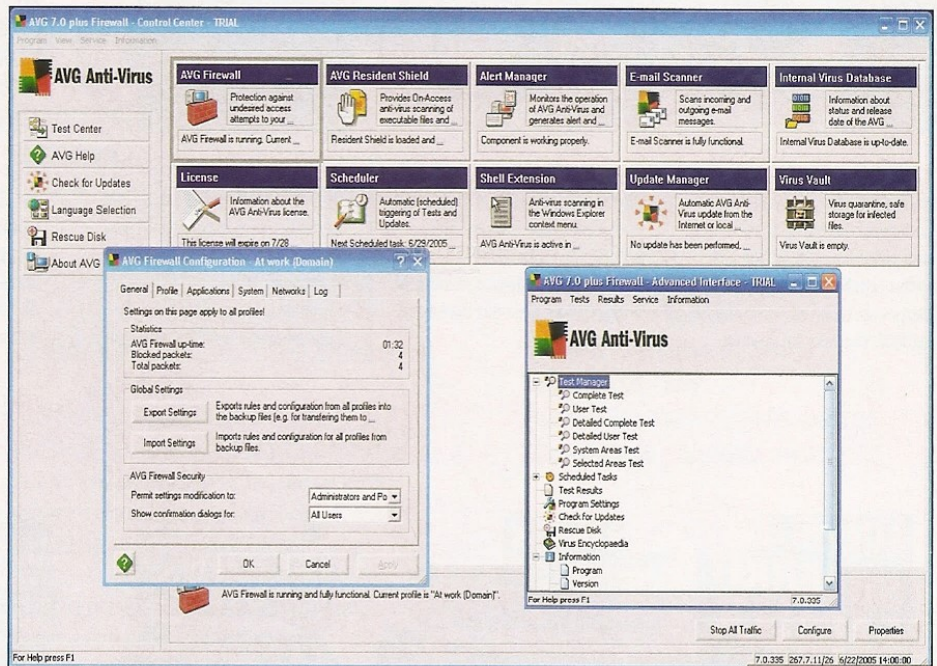 AVG 7.0 plus Firewall - Control Center - TRIAL
Program View Service Information
AVG Anti-Virus
Test Center
AVG Help
Check for Updates
Language Selection
Rescue Disk
About AVG
AVG Firewall
Protection against
undesired access
attempts to your ...
AVG Firewall is running. Current ...
AVG Resident Shield
Provides On-Access
anti-virus scanning of
executable files and ...
Resident Shield is loaded and ...
Alert Manager
Monitors the operation
of AVG Anti-Virus and
generates alert and ...
Component is working properly.
E-mail Scanner
Scans incoming and
outgoing e-mail
messages.
E-mail Scanner is fully functional.
Internal Virus Database
Information about
status and release
date of the AVG ...
Internal Virus Database is up-to-date.
License
Information about the
AVG Anti-Virus license.
This license will expire on 7/28
Scheduler
Automatic (scheduled)
triggering of Tests and
Updates.
Next Scheduled task: 6/29/2005 ...
Shell Extension
Anti-virus scanning in
the Windows Explorer
context menu.
AVG Anti-Virus is active in ...
Update Manager
Automatic AVG Anti-
Virus update from the
Internet or local ...
No update has been performed, ...
Virus Vault
Virus quarantine, safe
storage for infected
files.
Virus Vault is empty.
AVG Firewall Configuration - At work (Domain)
General Profile Applications System Networks Log
Settings on this page apply to all profiles!
Statistics
AVG Firewall up-time: 01:32
Blocked packets: 4
Total packets: 4
Global Settings
Export Settings
Exports rules and configuration from all profiles into
the backup files (e.g. for transfering them to ...
Import Settings
Imports rules and configuration for all profiles from
backup files.
AVG Firewall Security
Permit settings modification to: Administrators and Po
Show confirmation dialogs for: All Users
OK Cancel Apply
AVG 7.0 plus Firewall - Advanced Interface - TRIAL
Program Tests Results Service Information
AVG Anti-Virus
Test Manager
Complete Test
User Test
Detailed Complete Test
Detailed User Test
System Areas Test
Selected Areas Test
Scheduled Tasks
Test Results
Program Settings
Check for Updates
Rescue Disk
Virus Encyclopaedia
Information
Program
Version
For Help press F1 7.0.335
AVG Firewall is running and fully functional. Current profile is "At work (Domain)".
Stop All Traffic Configure Properties
For Help press F1 7.0.335 267.7.11/26 6/22/2005 14:00:00